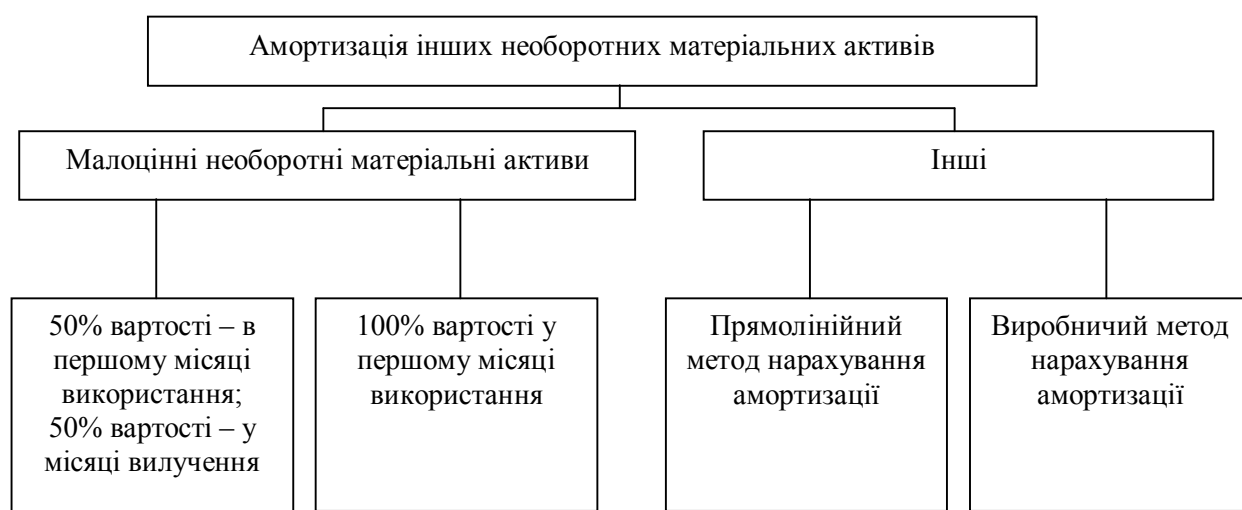 Амортизація інших необоротних матеріальних активів
Малоцінні необоротні матеріальні активи
Інші
50% вартості – в
першому місяці
використання;
50% вартості – у
місяці вилучення
100% вартості у
першому місяці
використання
Прямолінійний
метод нарахування
амортизації
Виробничий метод
нарахування
амортизації